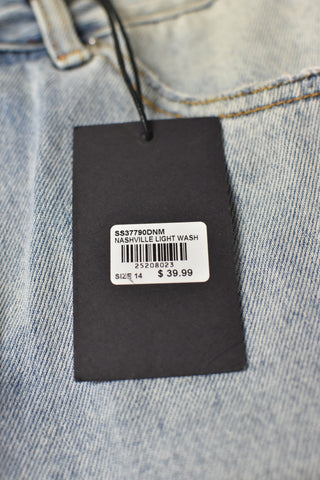 SS37790DNM
NASHVILLE LIGHT WASH
25208023
SIZE 14 $ 39.99